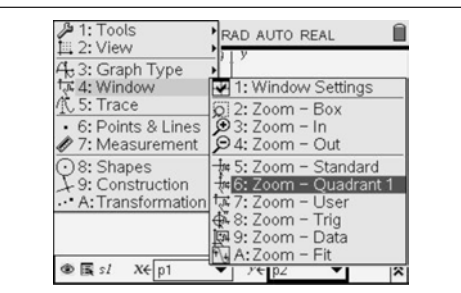 1: Tools
2: View
3: Graph Type
4: Window
5: Trace
6: Points & Lines
7: Measurement
8: Shapes
9: Construction
A: Transformation
RAD AUTO REAL
y
1: Window Settings
2: Zoom – Box
3: Zoom – In
4: Zoom – Out
5: Zoom – Standard
6: Zoom – Quadrant 1
7: Zoom – User
8: Zoom – Trig
9: Zoom – Data
A: Zoom – Fit
s1 x← p1 y← p2